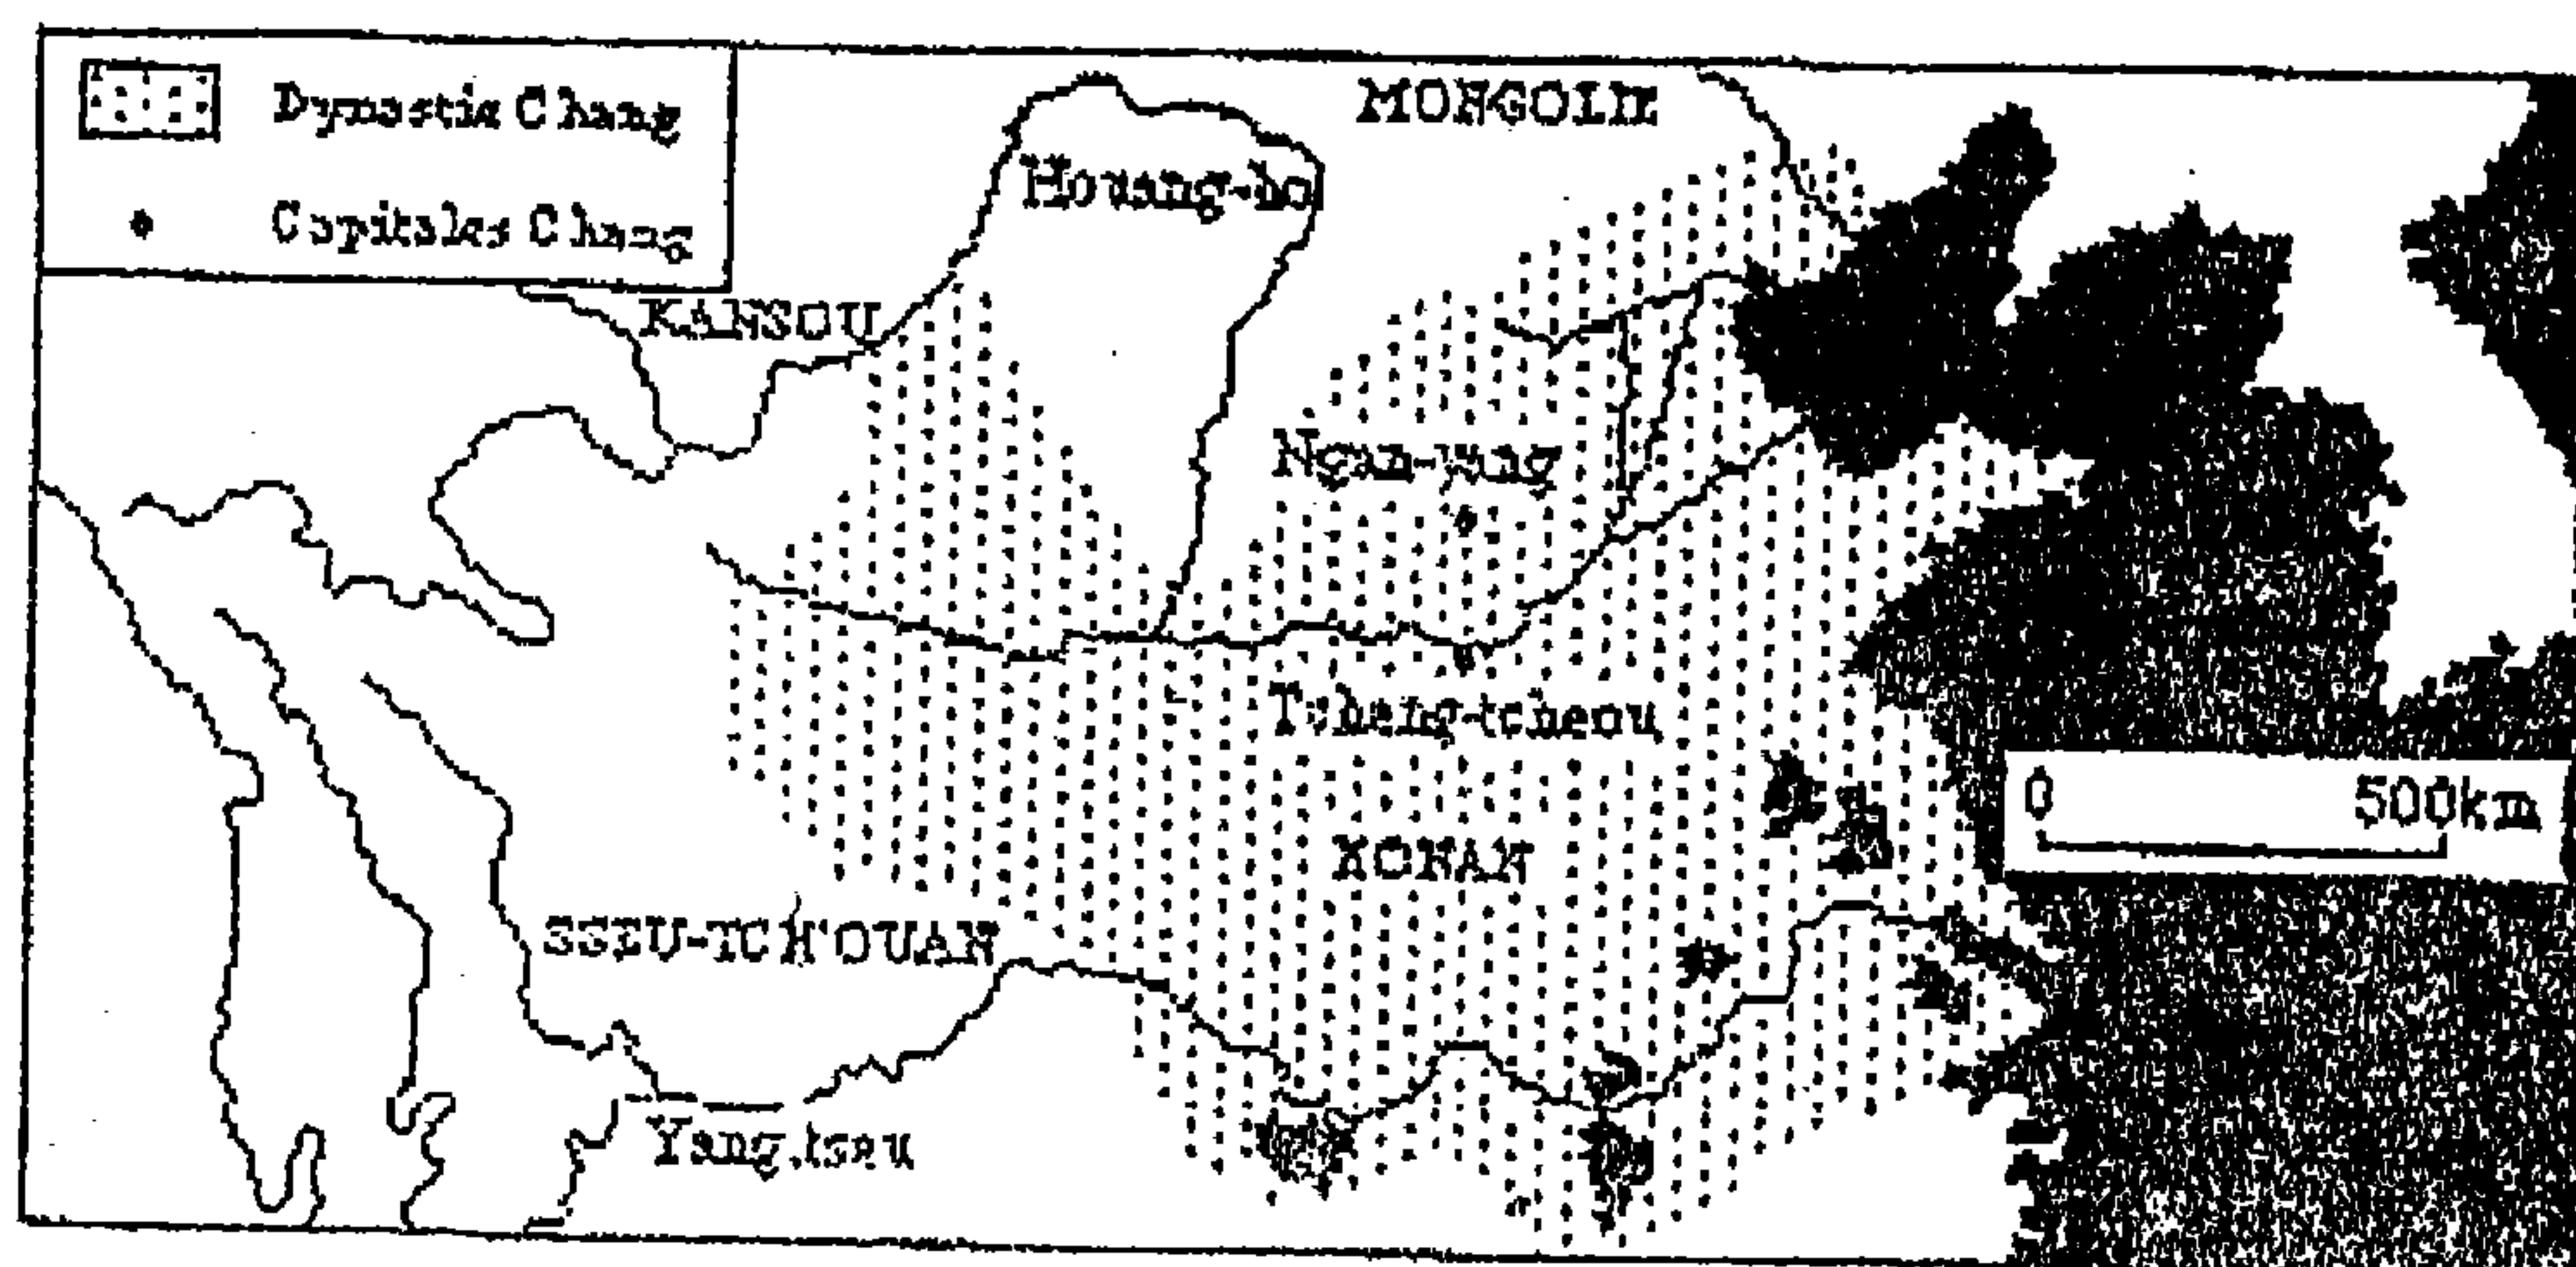 Dynastie Chang
Capitales Chang
MONGOLIE
Houang-ho
KANSOU
Ngan-yang
Tcheng-tcheou
HONAN
0 500km
SSEU-TCH'OUAN
Yang.tseu